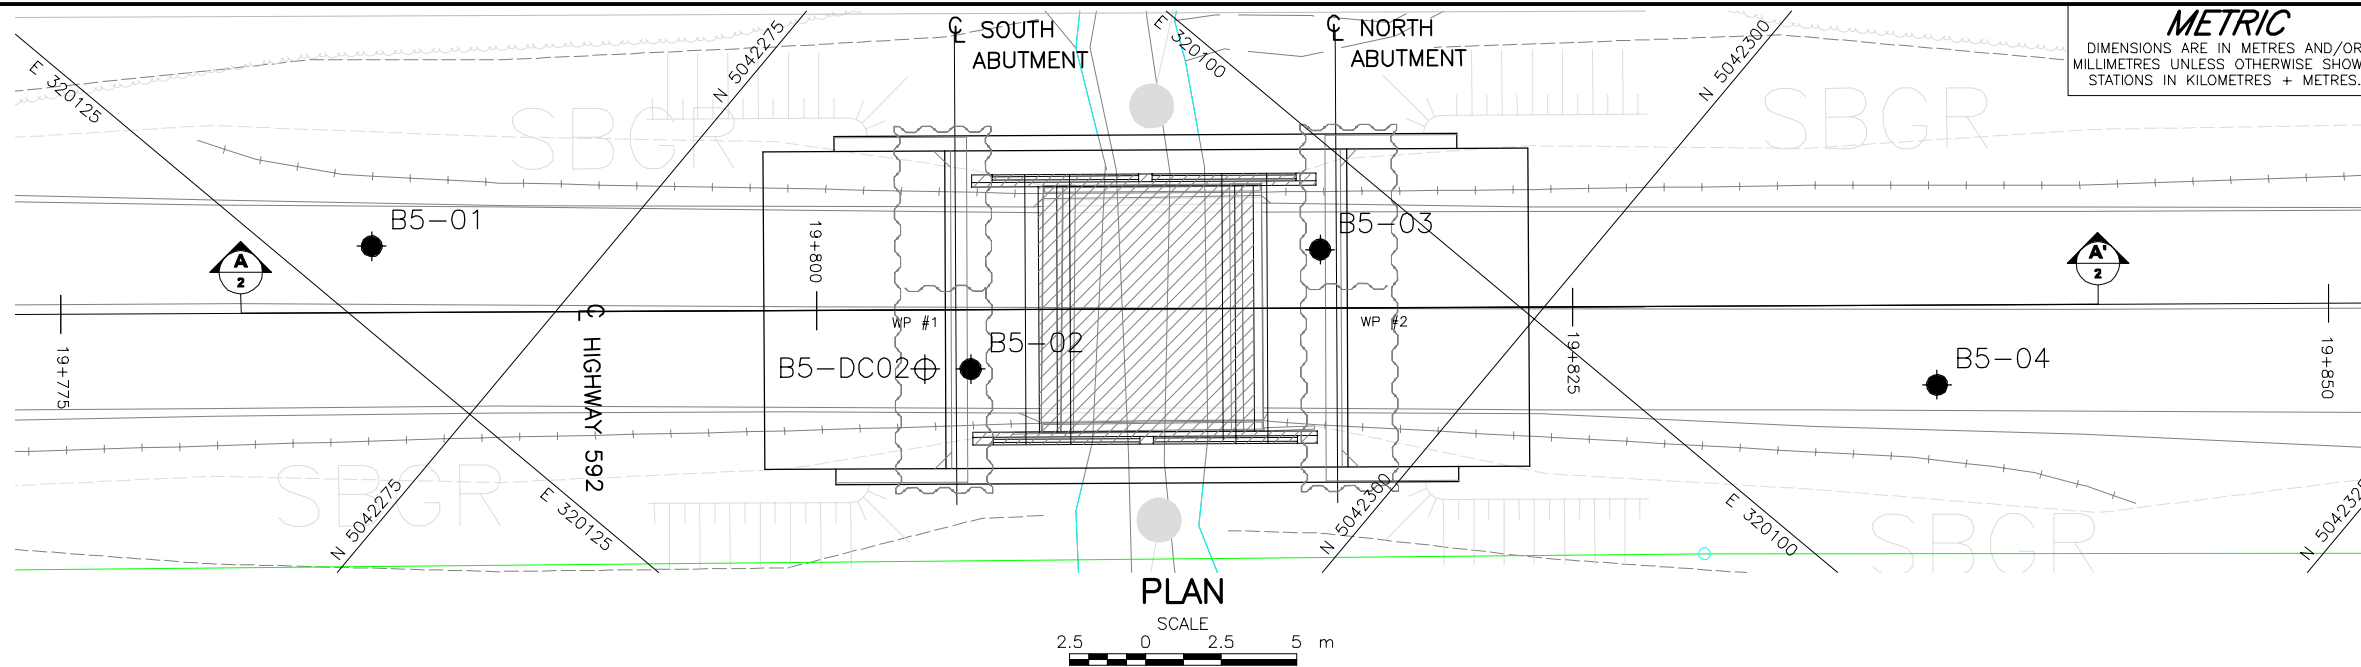 METRIC
DIMENSIONS ARE IN METRES AND/OR
MILLIMETRES UNLESS OTHERWISE SHOW
STATIONS IN KILOMETRES + METRES.
℄ SOUTH
ABUTMENT
℄ NORTH
ABUTMENT
E 320125
N 5042275
E 320100
N 5042300
SBGR
SBGR
B5-01
B5-03
A
2
A'
2
19+800
WP #1
WP #2
℄ HIGHWAY 592
B5-02
B5-DC02
B5-04
19+775
19+825
19+850
SBGR
SBGR
N 5042275
E 320125
N 5042300
E 320100
N 504232
PLAN
SCALE
2.5 0 2.5 5 m